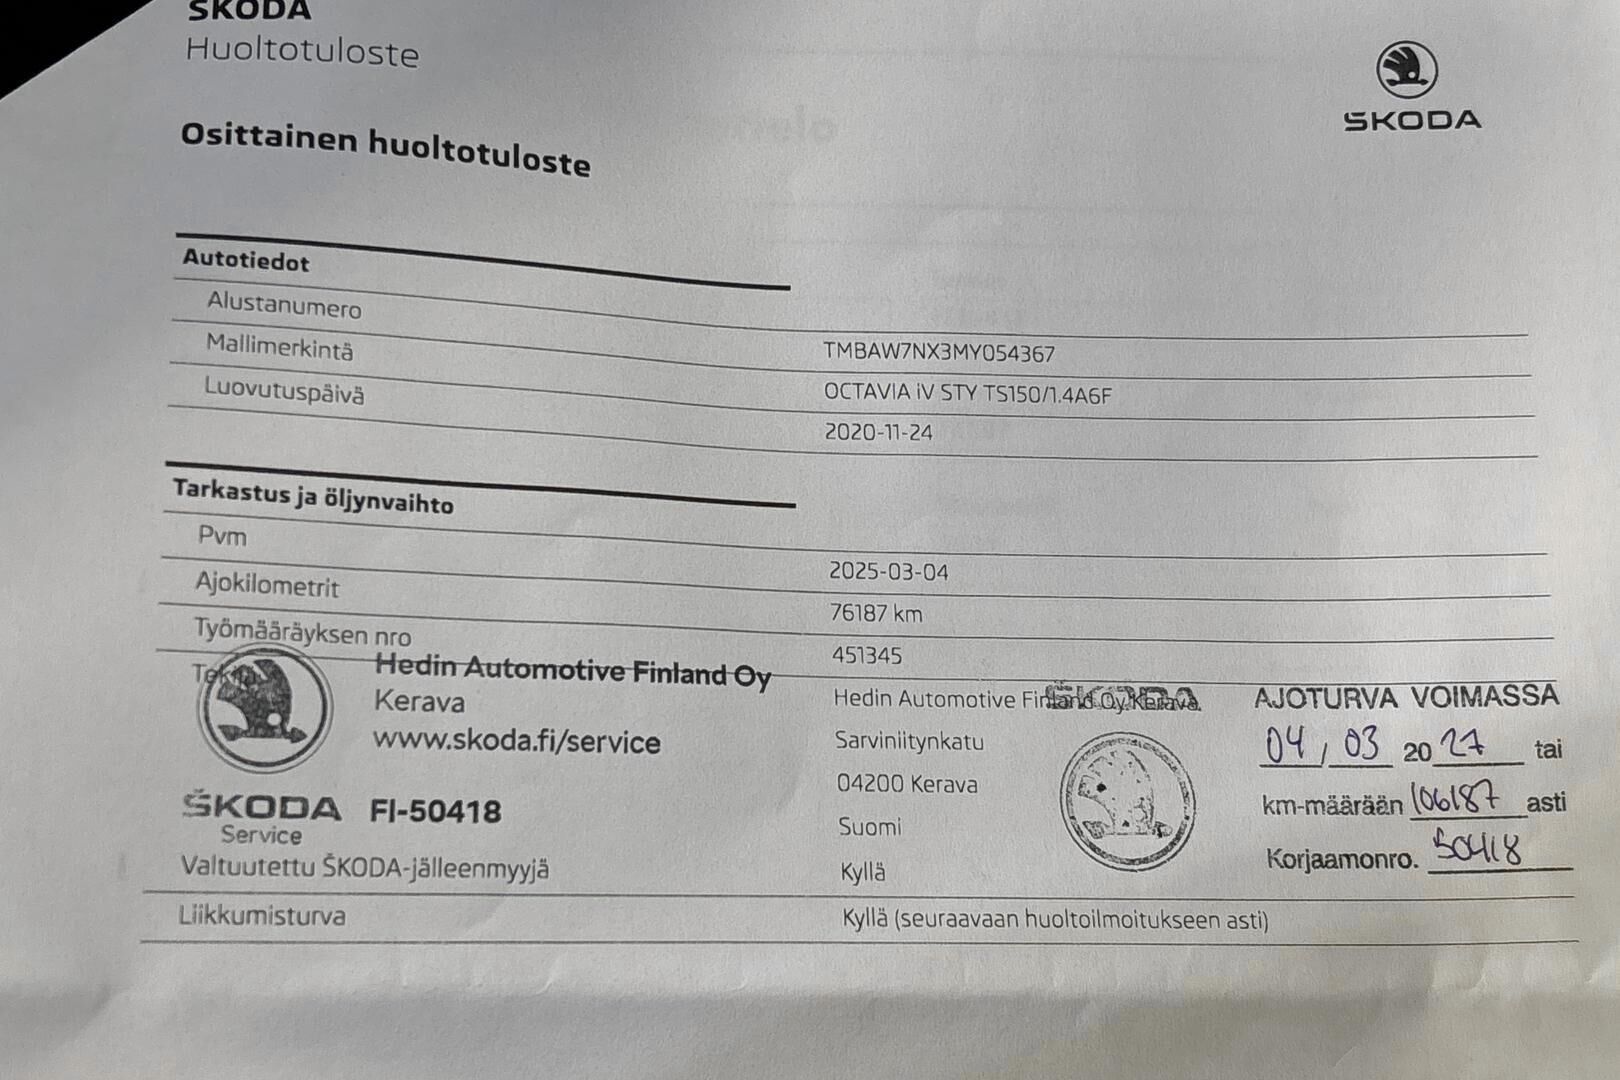 ŠKODA
Huoltotuloste
ŠKODA
Osittainen huoltotuloste
Autotiedot
Alustanumero TMBAW7NX3MY054367
Mallimerkintä OCTAVIA iV STY TS150/1.4A6F
Luovutuspäivä 2020-11-24
Tarkastus ja öljynvaihto
Pvm 2025-03-04
Ajokilometrit 76187 km
Työmääräyksen nro 451345
Tekijä Hedin Automotive Finland Oy Kerava
Sarviniitynkatu
04200 Kerava
Suomi
Hedin Automotive Finland Oy
Kerava
www.skoda.fi/service
ŠKODA FI-50418
Service
ŠKODA
AJOTURVA VOIMASSA
04 / 03 2027 tai
km-määrään 106187 asti
Korjaamonro. 50418
Valtuutettu ŠKODA-jälleenmyyjä Kyllä
Liikkumisturva Kyllä (seuraavaan huoltoilmoitukseen asti)